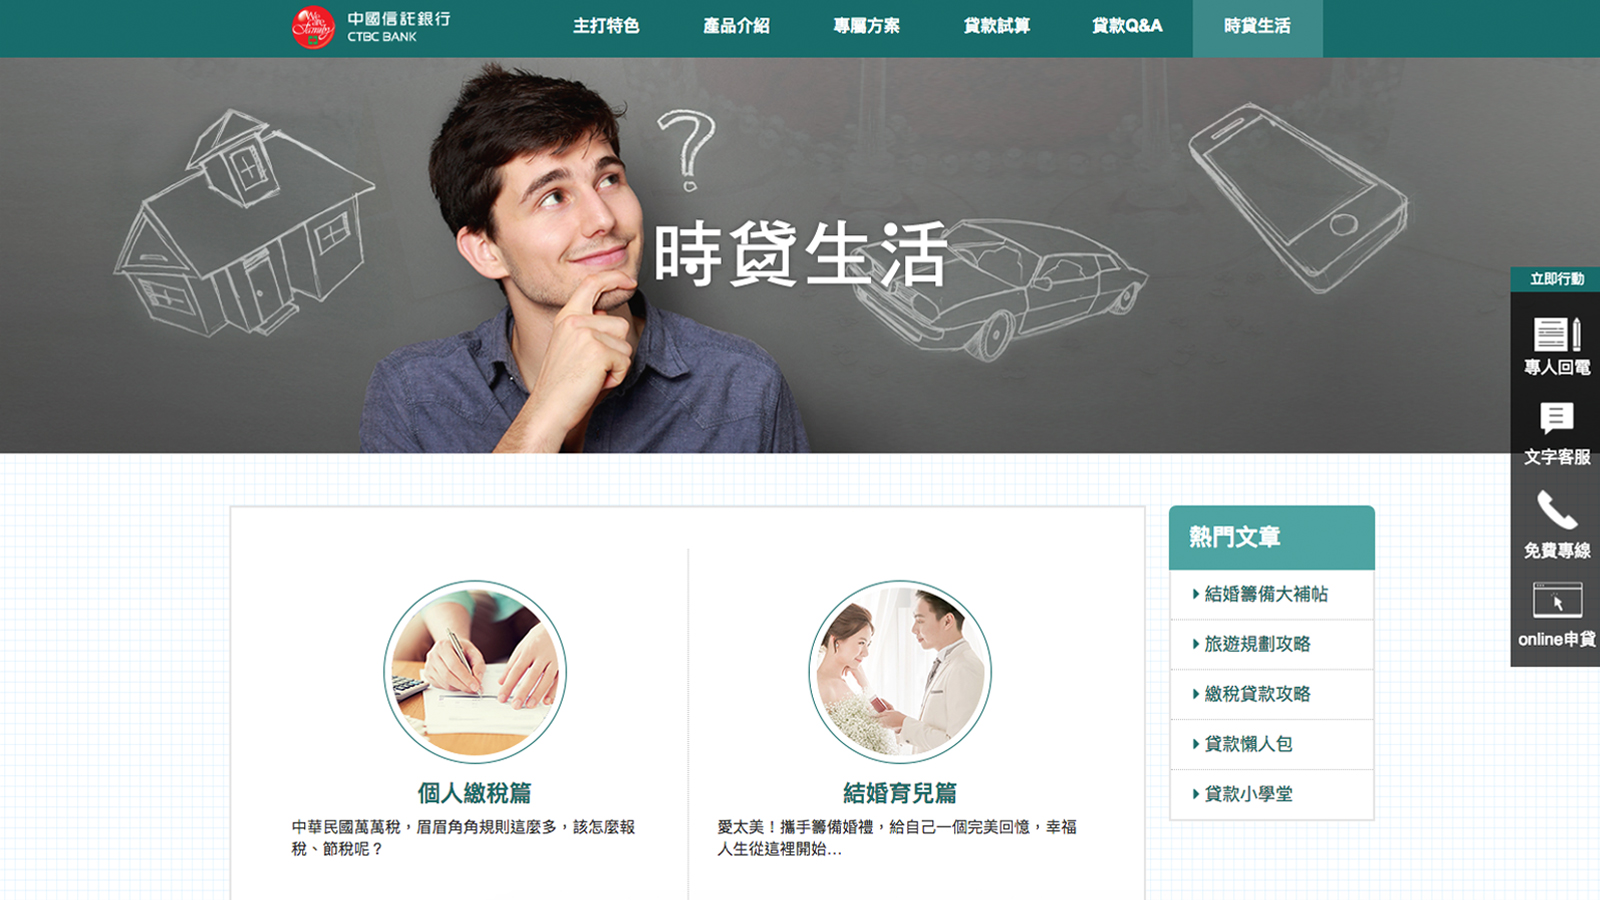 We are Family
中國信託銀行
CTBC BANK
主打特色
產品介紹
專屬方案
貸款試算
貸款Q&A
時貸生活
?
時貸生活
立即行動
專人回電
文字客服
免費專線
online申貸
個人繳稅篇
中華民國萬萬稅，眉眉角角規則這麼多，該怎麼報
稅、節稅呢？
結婚育兒篇
愛太美！攜手籌備婚禮，給自己一個完美回憶，幸福
人生從這裡開始...
熱門文章
結婚籌備大補帖
旅遊規劃攻略
繳稅貸款攻略
貸款懶人包
貸款小學堂